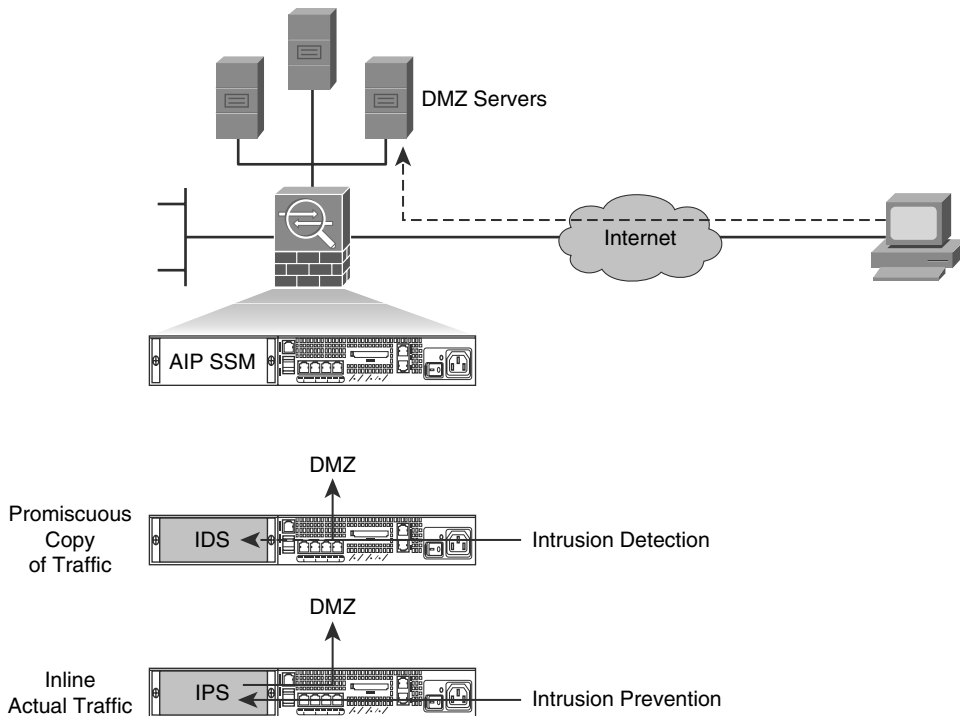 DMZ Servers
Internet
AIP SSM
DMZ
Promiscuous
Copy
of Traffic
IDS
Intrusion Detection
DMZ
Inline
Actual Traffic
IPS
Intrusion Prevention